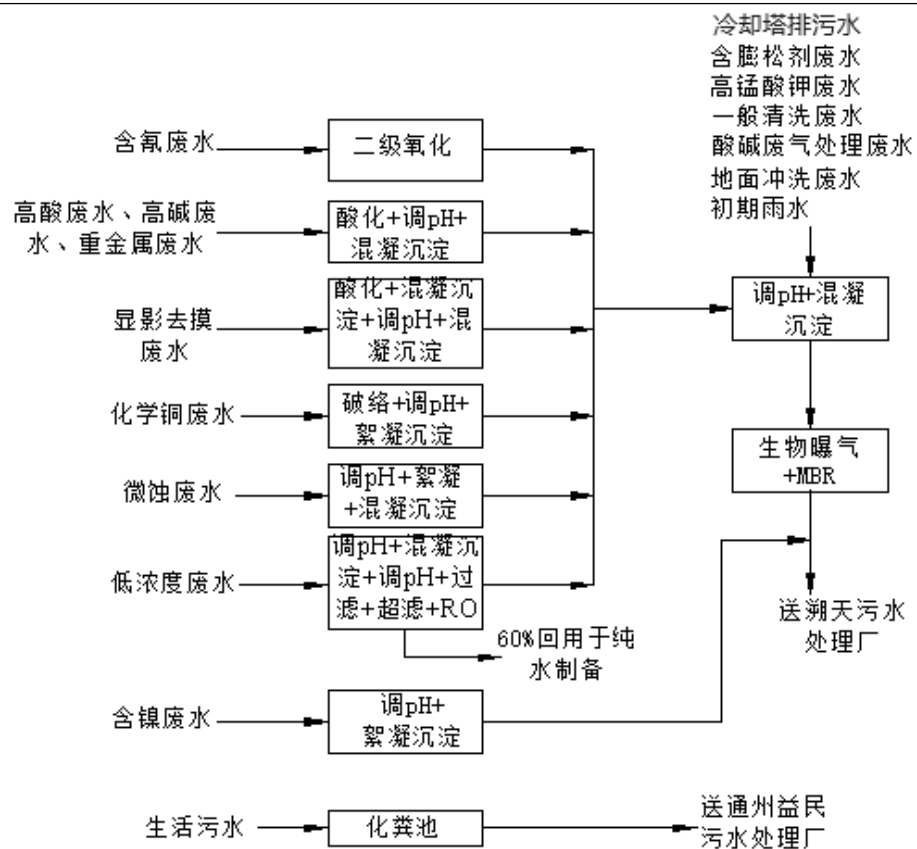 冷却塔排污水
含膨松剂废水
高锰酸钾废水
一般清洗废水
酸碱废气处理废水
地面冲洗废水
初期雨水
含氰废水
二级氧化
高酸废水、高碱废
水、重金属废水
酸化+调pH+
混凝沉淀
调pH+混凝
沉淀
显影去摸
废水
酸化+混凝沉
淀+调pH+混
凝沉淀
化学铜废水
破络+调pH+
絮凝沉淀
生物曝气
+MBR
微蚀废水
调pH+絮凝
+混凝沉淀
低浓度废水
调pH+混凝沉
淀+调pH+过
滤+超滤+RO
送溯天污水
处理厂
60%回用于纯
水制备
含镍废水
调pH+
絮凝沉淀
生活污水
化粪池
送通州益民
污水处理厂